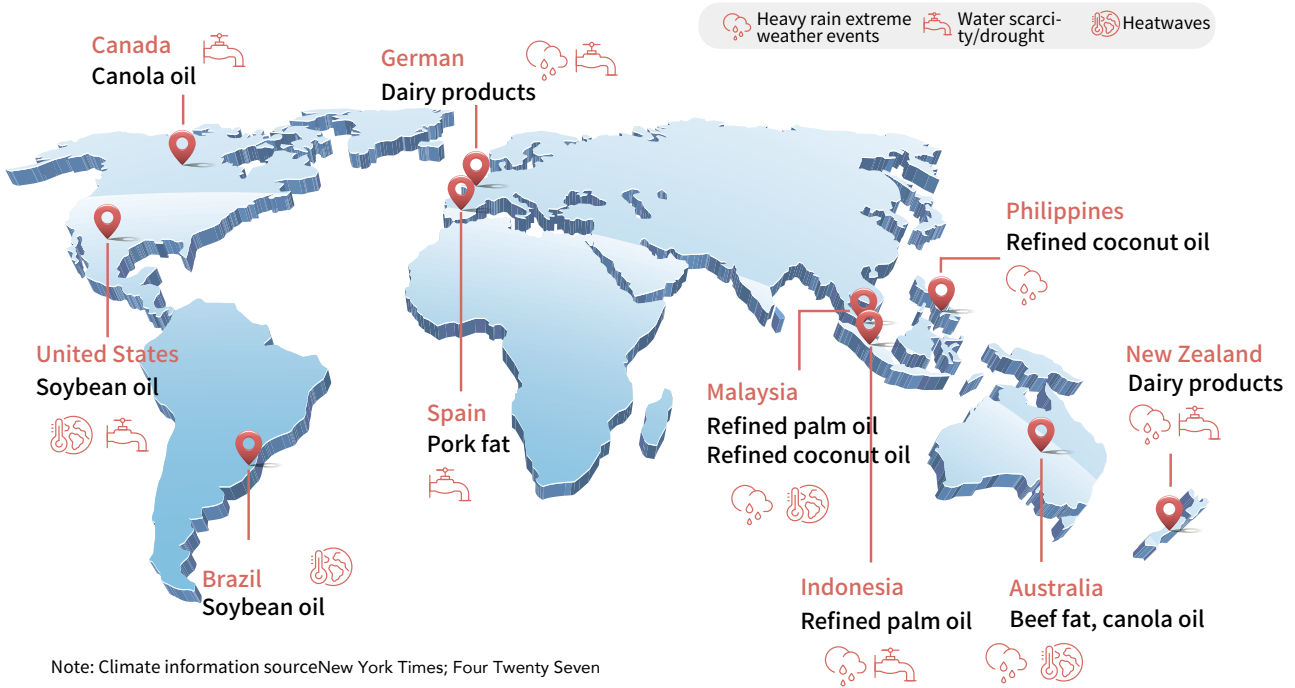 Heavy rain extreme
weather events
Water scarci-
ty/drought
Heatwaves
Canada
Canola oil
German
Dairy products
Philippines
Refined coconut oil
United States
Soybean oil
Spain
Pork fat
Malaysia
Refined palm oil
Refined coconut oil
New Zealand
Dairy products
Brazil
Soybean oil
Indonesia
Refined palm oil
Australia
Beef fat, canola oil
Note: Climate information sourceNew York Times; Four Twenty Seven